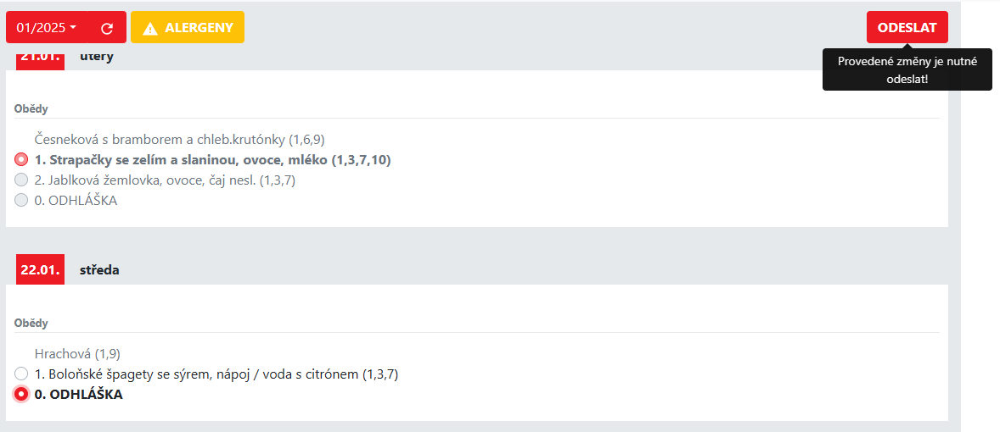 01/2025
ALERGENY
ODESLAT
Provedené změny je nutné
odeslat!
21.01. úterý
Obědy
Česneková s bramborem a chleb.krutónky (1,6,9)
1. Strapačky se zelím a slaninou, ovoce, mléko (1,3,7,10)
2. Jablková žemlovka, ovoce, čaj nesl. (1,3,7)
0. ODHLÁŠKA
22.01. středa
Obědy
Hrachová (1,9)
1. Boloňské špagety se sýrem, nápoj / voda s citrónem (1,3,7)
0. ODHLÁŠKA